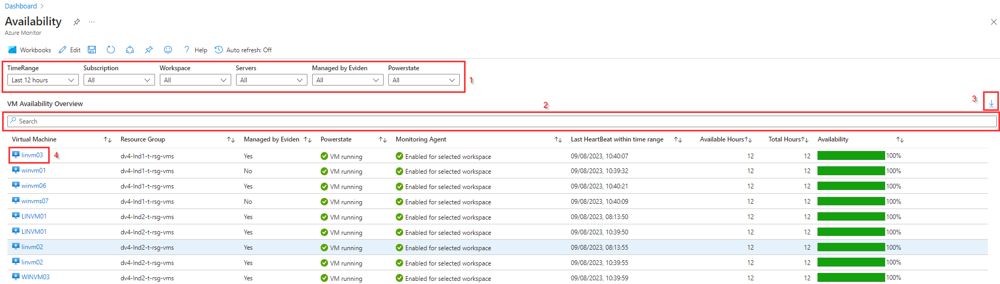 Dashboard >
Availability
Azure Monitor
Workbooks Edit Help Auto refresh: Off
TimeRange Subscription Workspace Servers Managed by Eviden Powerstate
Last 12 hours All All All All All 1
VM Availability Overview 2 3
Search
Virtual Machine Resource Group Managed by Eviden Powerstate Monitoring Agent Last HeartBeat within time range Available Hours Total Hours Availability
linvm03 4 dv4-lnd1-t-rsg-vms Yes VM running Enabled for selected workspace 09/08/2023, 10:40:07 12 12 100%
winvm01 dv4-lnd1-t-rsg-vms No VM running Enabled for selected workspace 09/08/2023, 10:39:32 12 12 100%
winvm06 dv4-lnd1-t-rsg-vms Yes VM running Enabled for selected workspace 09/08/2023, 10:40:21 12 12 100%
winvms07 dv4-lnd1-t-rsg-vms No VM running Enabled for selected workspace 09/08/2023, 10:40:09 12 12 100%
LINVM01 dv4-lnd2-t-rsg-vms Yes VM running Enabled for selected workspace 09/08/2023, 08:13:50 12 12 100%
LINVM01 dv4-lnd2-t-rsg-vms Yes VM running Enabled for selected workspace 09/08/2023, 10:39:50 12 12 100%
linvm02 dv4-lnd2-t-rsg-vms Yes VM running Enabled for selected workspace 09/08/2023, 08:13:55 12 12 100%
linvm02 dv4-lnd2-t-rsg-vms Yes VM running Enabled for selected workspace 09/08/2023, 10:39:55 12 12 100%
WINVM03 dv4-lnd2-t-rsg-vms Yes VM running Enabled for selected workspace 09/08/2023, 10:39:59 12 12 100%